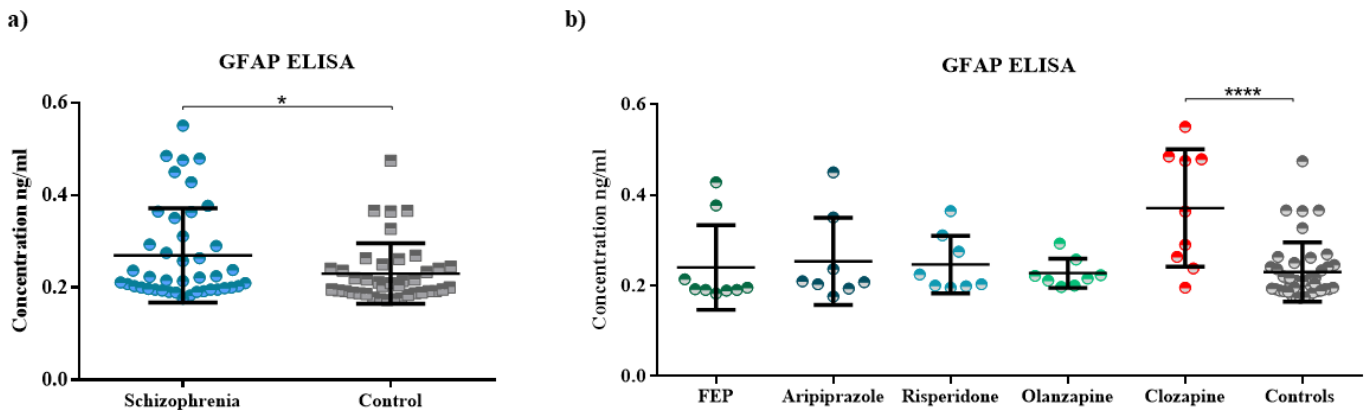 a)
GFAP ELISA
*
Concentration ng/ml
0.6
0.4
0.2
0.0
Schizophrenia Control
b)
GFAP ELISA
****
Concentration ng/ml
0.6
0.4
0.2
0.0
FEP Aripiprazole Risperidone Olanzapine Clozapine Controls